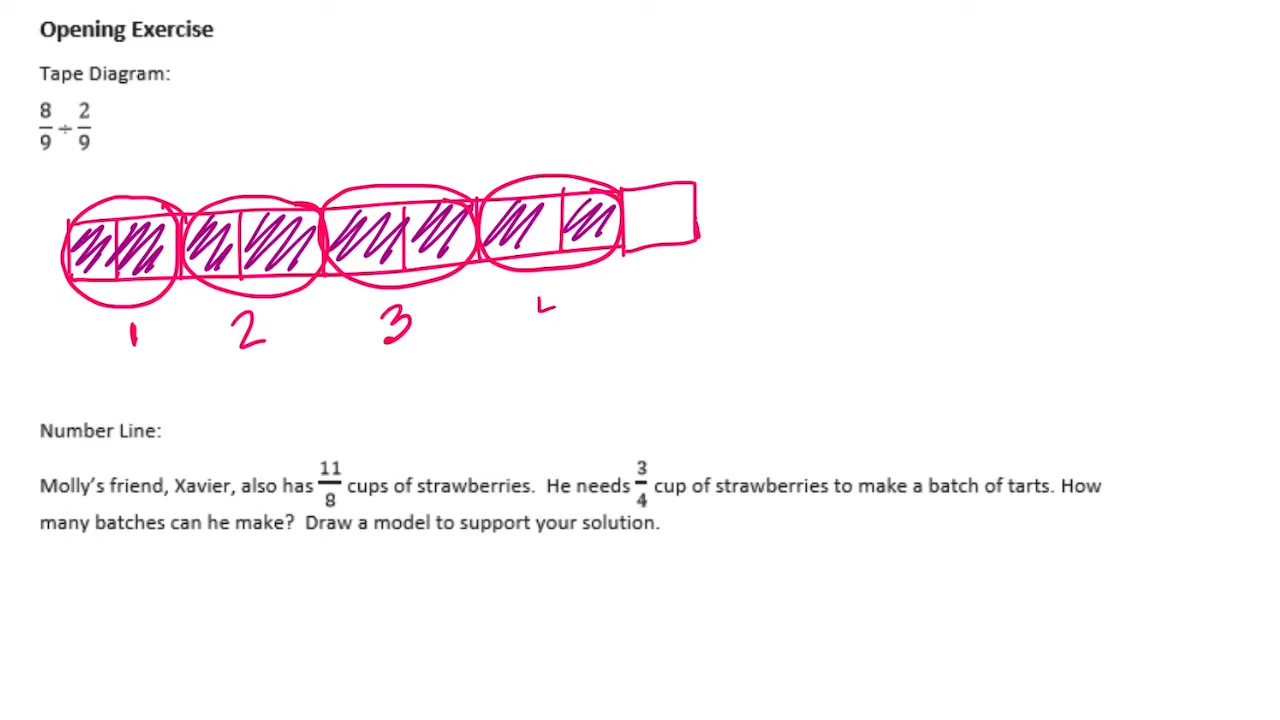 Opening Exercise
Tape Diagram:
8/9 ÷ 2/9
1 2 3
Number Line:
Molly's friend, Xavier, also has 11/8 cups of strawberries. He needs 3/4 cup of strawberries to make a batch of tarts. How
many batches can he make? Draw a model to support your solution.